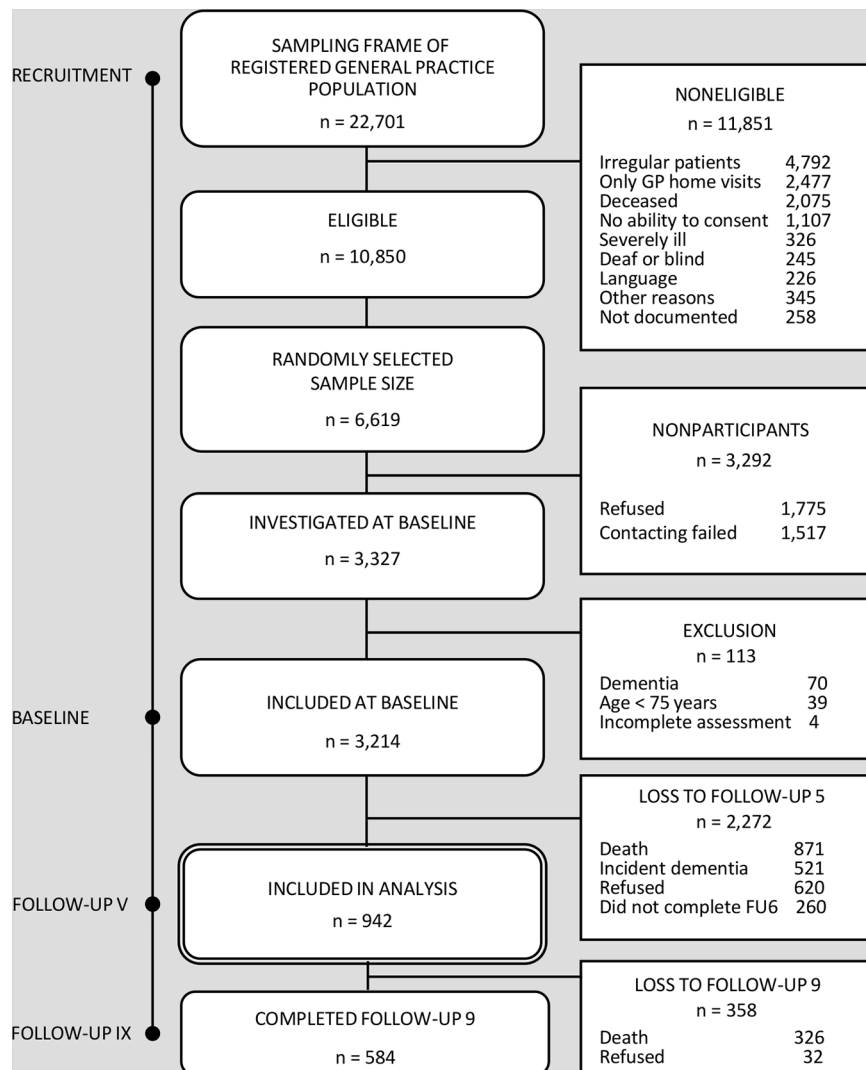 RECRUITMENT
SAMPLING FRAME OF
REGISTERED GENERAL PRACTICE
POPULATION
n = 22,701
NONELIGIBLE
n = 11,851
Irregular patients 4,792
Only GP home visits 2,477
Deceased 2,075
No ability to consent 1,107
Severely ill 326
Deaf or blind 245
Language 226
Other reasons 345
Not documented 258
ELIGIBLE
n = 10,850
RANDOMLY SELECTED
SAMPLE SIZE
n = 6,619
NONPARTICIPANTS
n = 3,292
Refused 1,775
Contacting failed 1,517
INVESTIGATED AT BASELINE
n = 3,327
EXCLUSION
n = 113
Dementia 70
Age < 75 years 39
Incomplete assessment 4
BASELINE
INCLUDED AT BASELINE
n = 3,214
LOSS TO FOLLOW-UP 5
n = 2,272
Death 871
Incident dementia 521
Refused 620
Did not complete FU6 260
FOLLOW-UP V
INCLUDED IN ANALYSIS
n = 942
LOSS TO FOLLOW-UP 9
n = 358
Death 326
Refused 32
FOLLOW-UP IX
COMPLETED FOLLOW-UP 9
n = 584